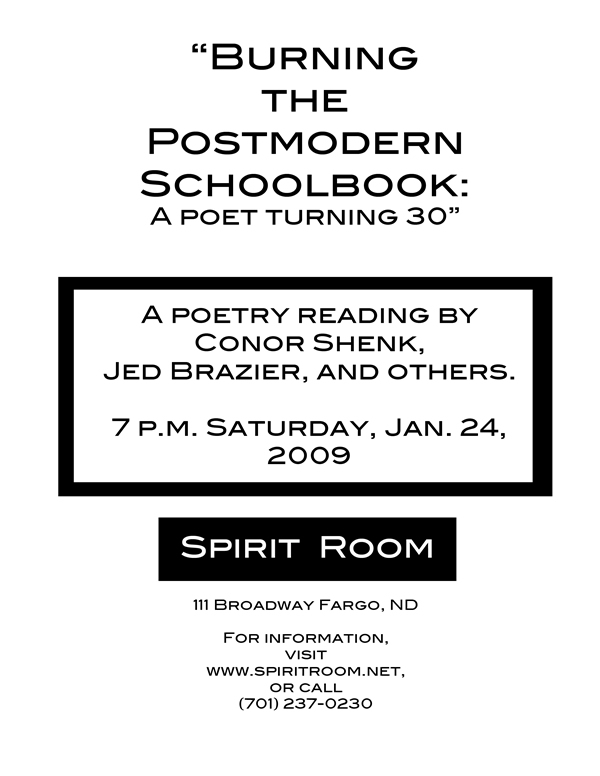 “Burning
the
Postmodern
Schoolbook:
A poet turning 30”
A poetry reading by
Conor Shenk,
Jed Brazier, and others.
7 p.m. Saturday, Jan. 24,
2009
Spirit Room
111 Broadway Fargo, ND
For information,
visit
www.spiritroom.net,
or call
(701) 237-0230